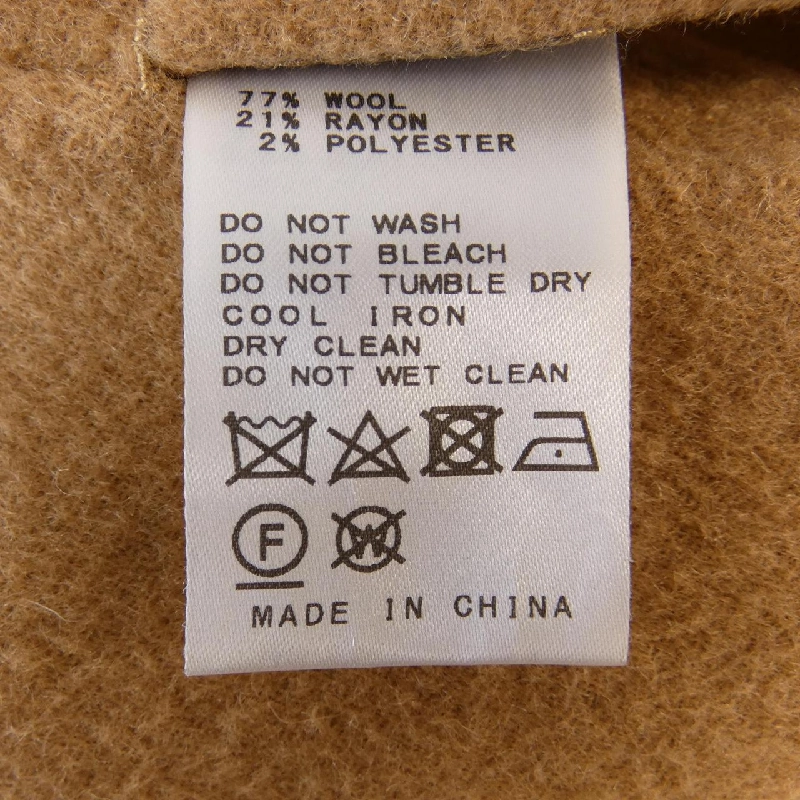 77% WOOL
21% RAYON
2% POLYESTER
DO NOT WASH
DO NOT BLEACH
DO NOT TUMBLE DRY
COOL IRON
DRY CLEAN
DO NOT WET CLEAN
F W
MADE IN CHINA